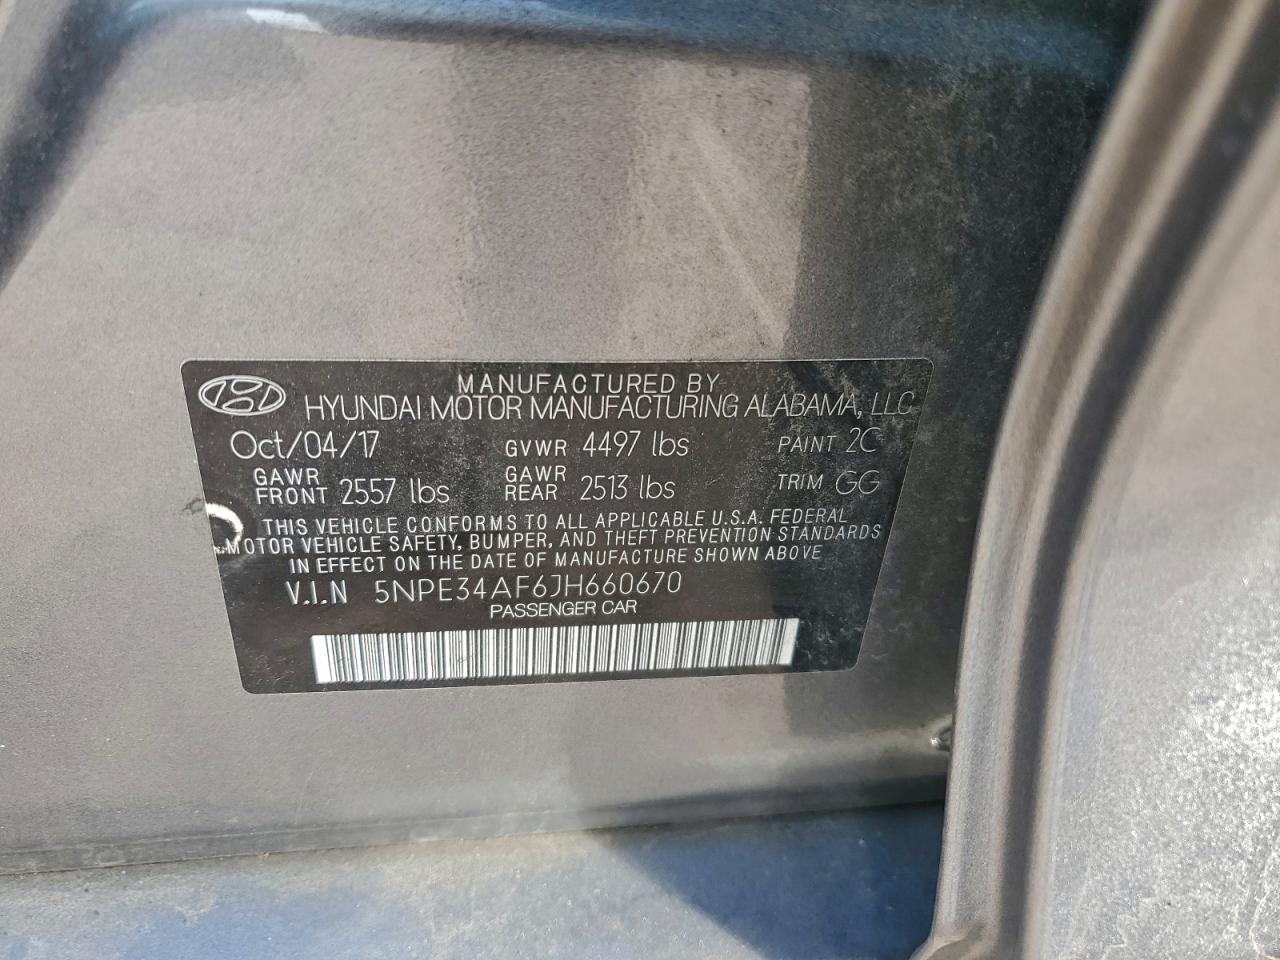 MANUFACTURED BY
HYUNDAI MOTOR MANUFACTURING ALABAMA, LLC
Oct/04/17 GVWR 4497 lbs PAINT 2C
GAWR FRONT 2557 lbs GAWR REAR 2513 lbs TRIM GG
THIS VEHICLE CONFORMS TO ALL APPLICABLE U.S.A. FEDERAL
MOTOR VEHICLE SAFETY, BUMPER, AND THEFT PREVENTION STANDARDS
IN EFFECT ON THE DATE OF MANUFACTURE SHOWN ABOVE
V.I.N 5NPE34AF6JH660670
PASSENGER CAR